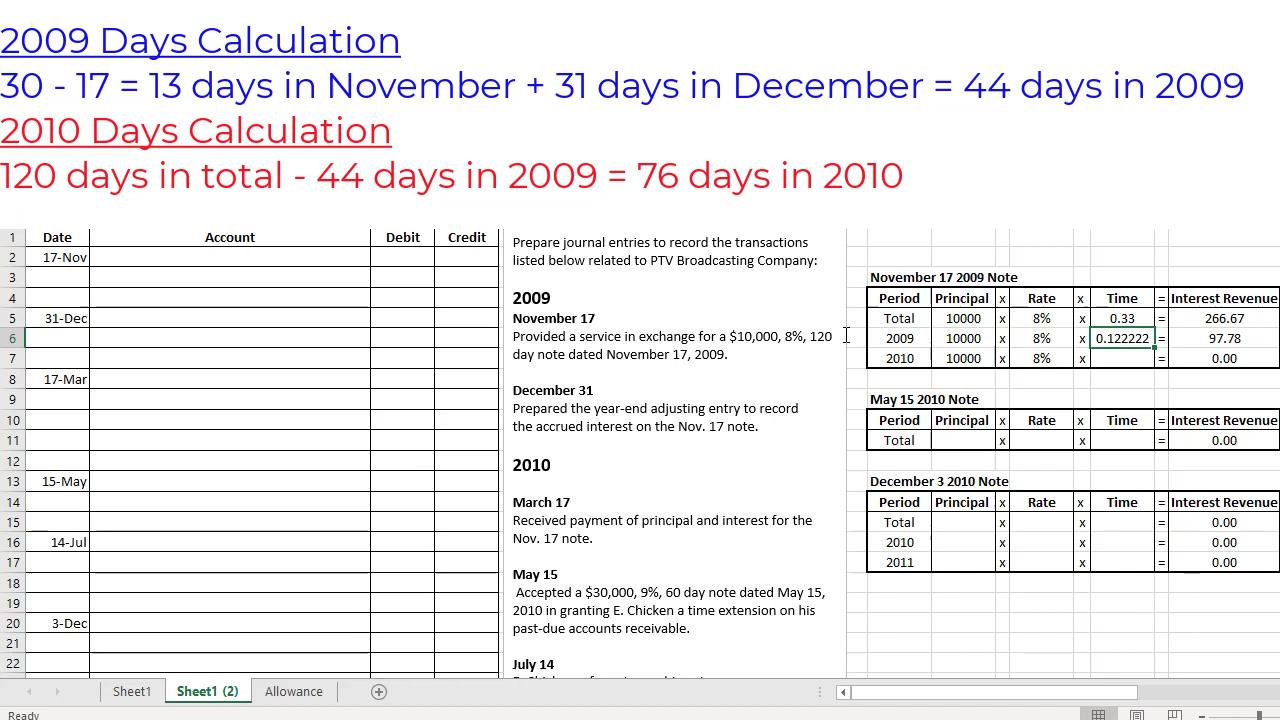 2009 Days Calculation
30 - 17 = 13 days in November + 31 days in December = 44 days in 2009
2010 Days Calculation
120 days in total - 44 days in 2009 = 76 days in 2010
1 Date Account Debit Credit
2 17-Nov
3
4
5 31-Dec
6
7
8 17-Mar
9
10
11
12
13 15-May
14
15
16 14-Jul
17
18
19
20 3-Dec
21
22
Prepare journal entries to record the transactions
listed below related to PTV Broadcasting Company:
2009
November 17
Provided a service in exchange for a $10,000, 8%, 120
day note dated November 17, 2009.
December 31
Prepared the year-end adjusting entry to record
the accrued interest on the Nov. 17 note.
2010
March 17
Received payment of principal and interest for the
Nov. 17 note.
May 15
Accepted a $30,000, 9%, 60 day note dated May 15,
2010 in granting E. Chicken a time extension on his
past-due accounts receivable.
July 14
November 17 2009 Note
Period Principal x Rate x Time = Interest Revenue
Total 10000 x 8% x 0.33 = 266.67
2009 10000 x 8% x 0.122222 = 97.78
2010 10000 x 8% x = 0.00
May 15 2010 Note
Period Principal x Rate x Time = Interest Revenue
Total x x = 0.00
December 3 2010 Note
Period Principal x Rate x Time = Interest Revenue
Total x x = 0.00
2010 x x = 0.00
2011 x x = 0.00
Sheet1 Sheet1 (2) Allowance
Ready